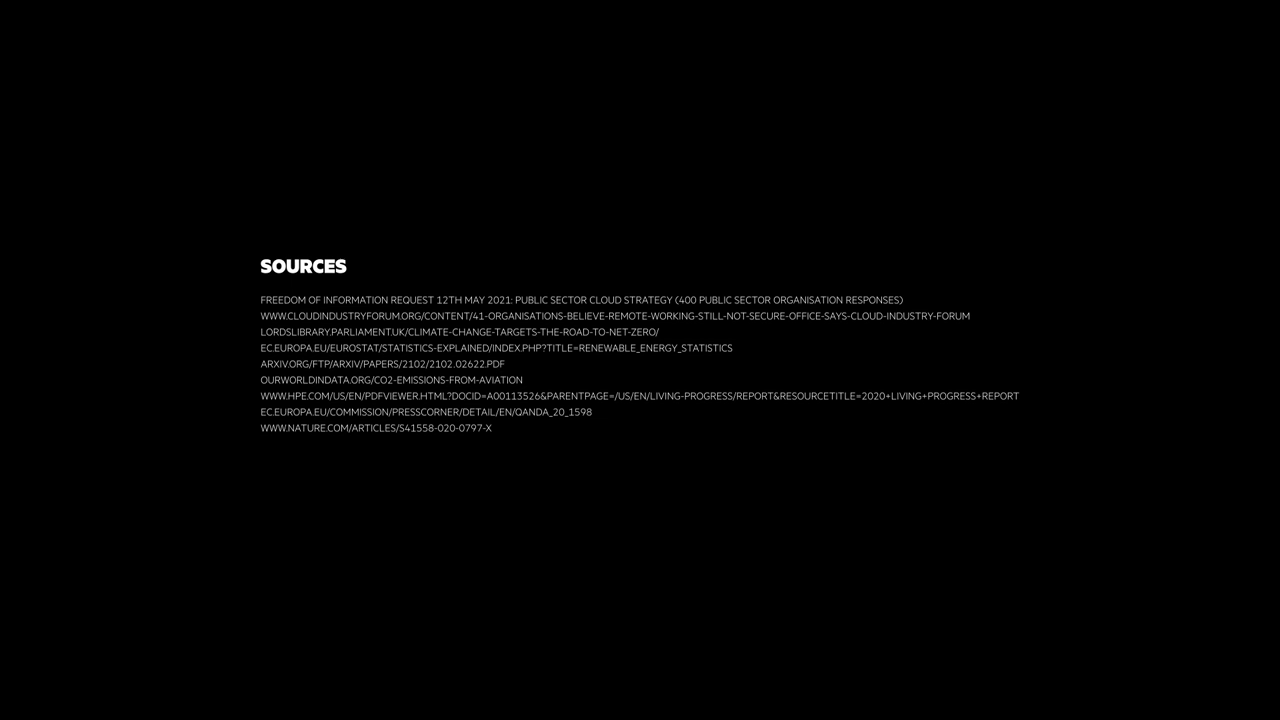 SOURCES
FREEDOM OF INFORMATION REQUEST 12TH MAY 2021: PUBLIC SECTOR CLOUD STRATEGY (400 PUBLIC SECTOR ORGANISATION RESPONSES)
WWW.CLOUDINDUSTRYFORUM.ORG/CONTENT/41-ORGANISATIONS-BELIEVE-REMOTE-WORKING-STILL-NOT-SECURE-OFFICE-SAYS-CLOUD-INDUSTRY-FORUM
LORDSLIBRARY.PARLIAMENT.UK/CLIMATE-CHANGE-TARGETS-THE-ROAD-TO-NET-ZERO/
EC.EUROPA.EU/EUROSTAT/STATISTICS-EXPLAINED/INDEX.PHP?TITLE=RENEWABLE_ENERGY_STATISTICS
ARXIV.ORG/FTP/ARXIV/PAPERS/2102/2102.02622.PDF
OURWORLDINDATA.ORG/CO2-EMISSIONS-FROM-AVIATION
WWW.HPE.COM/US/EN/PDFVIEWER.HTML?DOCID=A00113526&PARENTPAGE=/US/EN/LIVING-PROGRESS/REPORT&RESOURCETITLE=2020+LIVING+PROGRESS+REPORT
EC.EUROPA.EU/COMMISSION/PRESSCORNER/DETAIL/EN/QANDA_20_1598
WWW.NATURE.COM/ARTICLES/S41558-020-0797-X